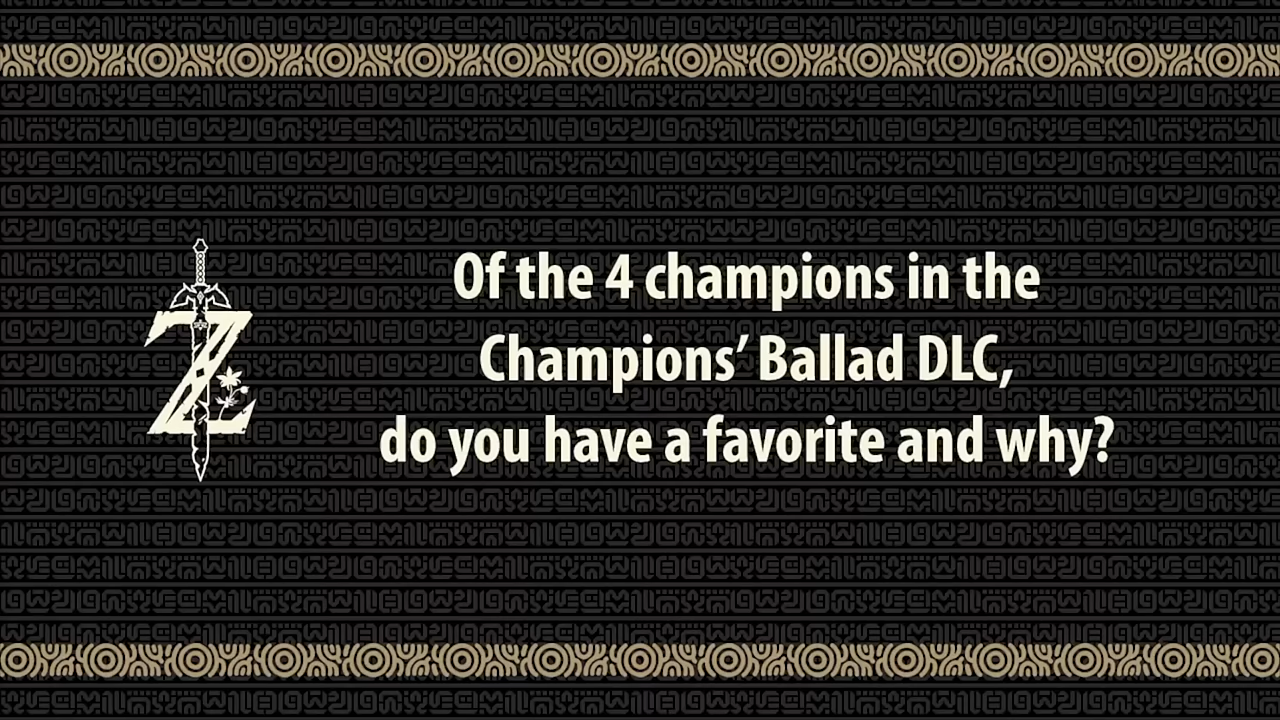 Of the 4 champions in the
Champions’ Ballad DLC,
do you have a favorite and why?